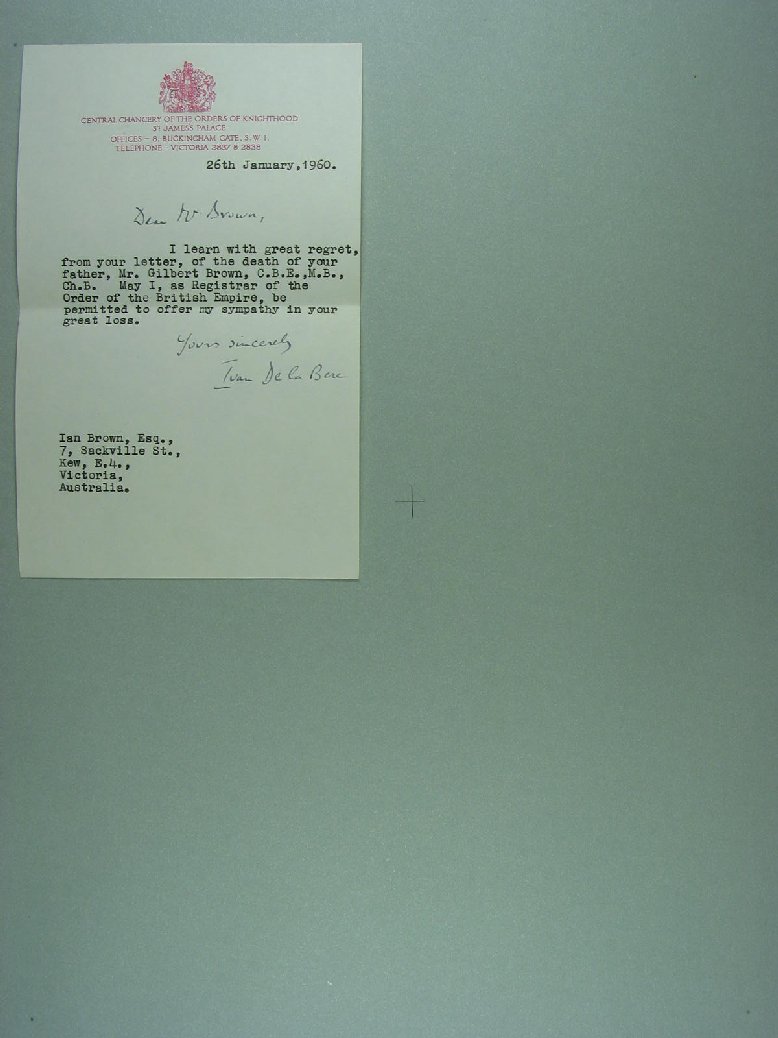 CENTRAL CHANCERY OF THE ORDERS OF KNIGHTHOOD
ST JAMES'S PALACE
OFFICES – 8, BUCKINGHAM GATE, S.W.1.
TELEPHONE VICTORIA 2837 & 2838
26th January,1960.
Dear Mr Brown,
I learn with great regret,
from your letter, of the death of your
father, Mr. Gilbert Brown, C.B.E.,M.B.,
Ch.B. May I, as Registrar of the
Order of the British Empire, be
permitted to offer my sympathy in your
great loss.
Yours sincerely
Ivan De la Bere
Ian Brown, Esq.,
7, Sackville St.,
Kew, E.4.,
Victoria,
Australia.